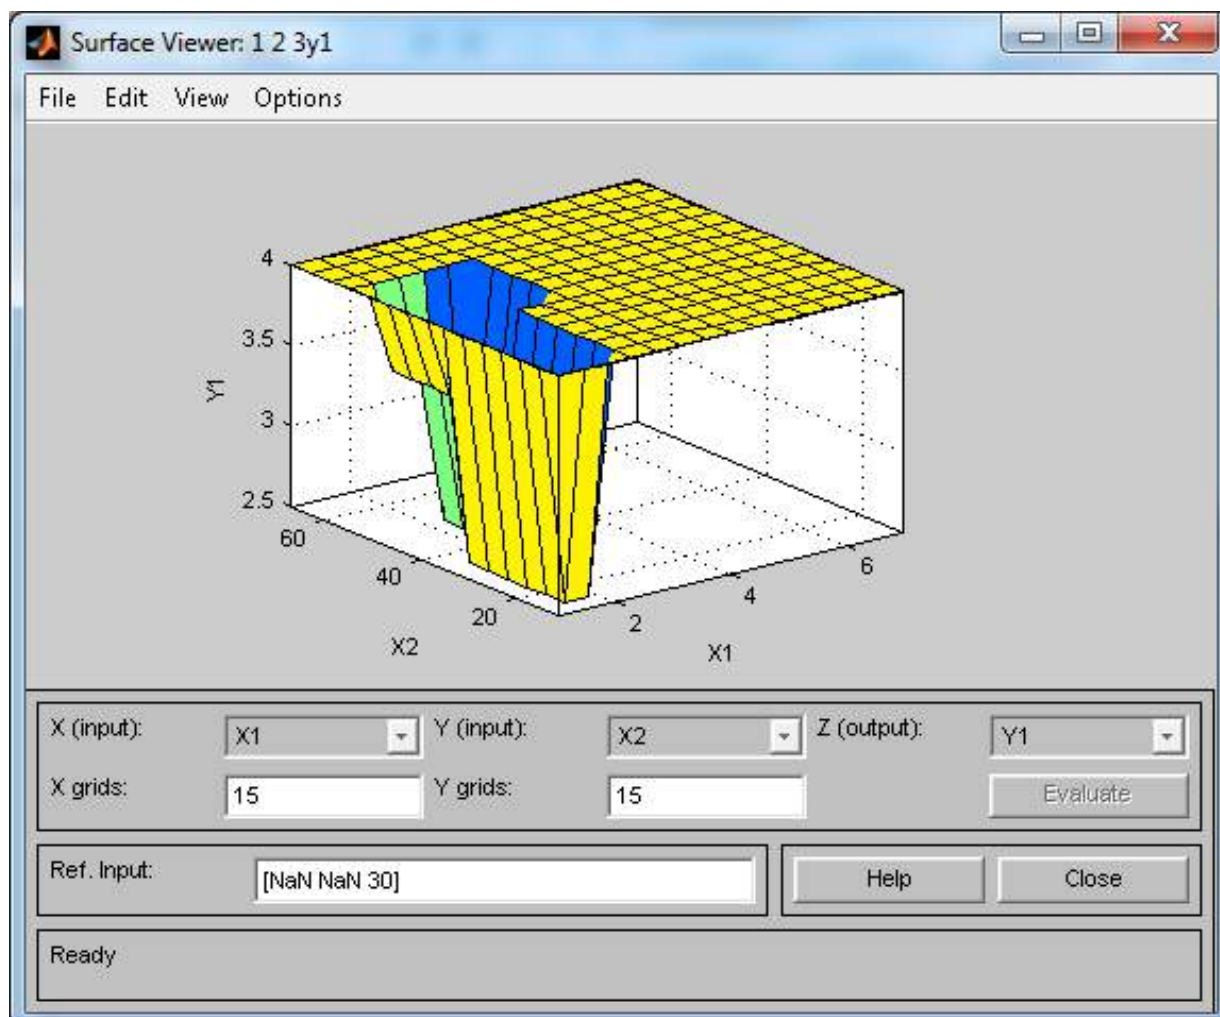 Surface Viewer: 1 2 3y1
File Edit View Options
4
3.5
3
2.5
Y1
60
40
20
X2
2
4
6
X1
X (input): X1 Y (input): X2 Z (output): Y1
X grids: 15 Y grids: 15 Evaluate
Ref. Input: [NaN NaN 30] Help Close
Ready